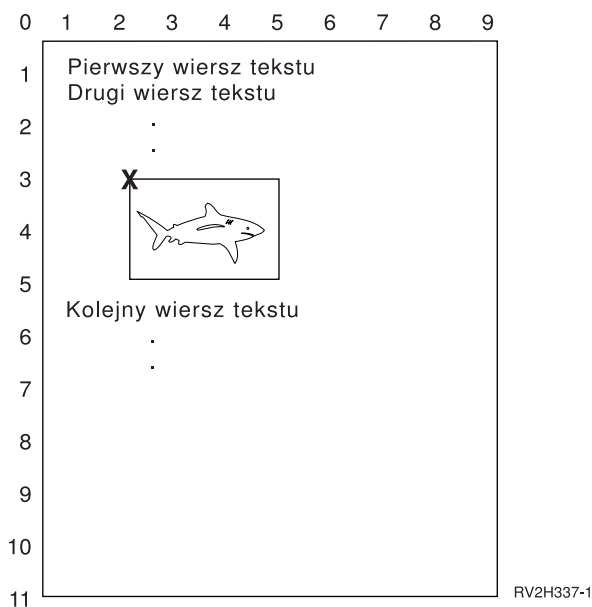 0 1 2 3 4 5 6 7 8 9
1
Pierwszy wiersz tekstu
Drugi wiersz tekstu
2
.
.
3
X
4
5
Kolejny wiersz tekstu
6
.
.
7
8
9
10
11
RV2H337-1